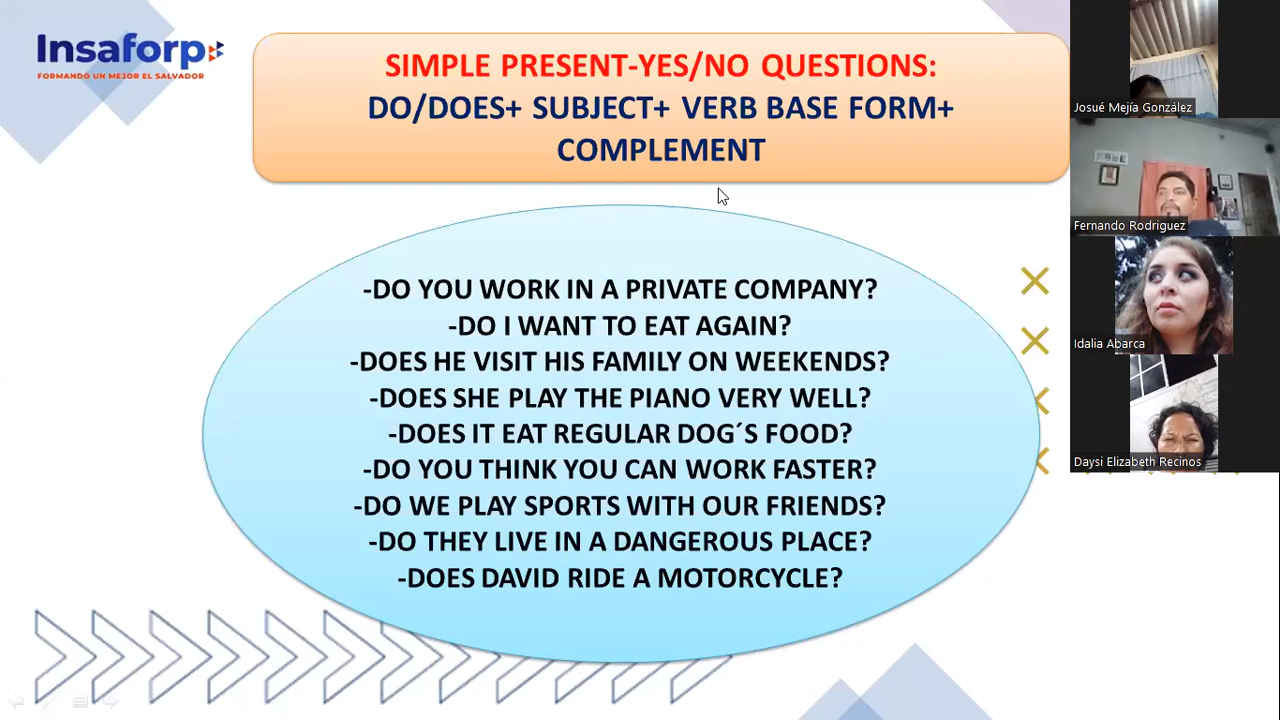 Insaforp
FORMANDO UN MEJOR EL SALVADOR
SIMPLE PRESENT-YES/NO QUESTIONS:
DO/DOES+ SUBJECT+ VERB BASE FORM+
COMPLEMENT
-DO YOU WORK IN A PRIVATE COMPANY?
-DO I WANT TO EAT AGAIN?
-DOES HE VISIT HIS FAMILY ON WEEKENDS?
-DOES SHE PLAY THE PIANO VERY WELL?
-DOES IT EAT REGULAR DOG´S FOOD?
-DO YOU THINK YOU CAN WORK FASTER?
-DO WE PLAY SPORTS WITH OUR FRIENDS?
-DO THEY LIVE IN A DANGEROUS PLACE?
-DOES DAVID RIDE A MOTORCYCLE?
Josué Mejía González
Fernando Rodriguez
Idalia Abarca
Daysi Elizabeth Recinos